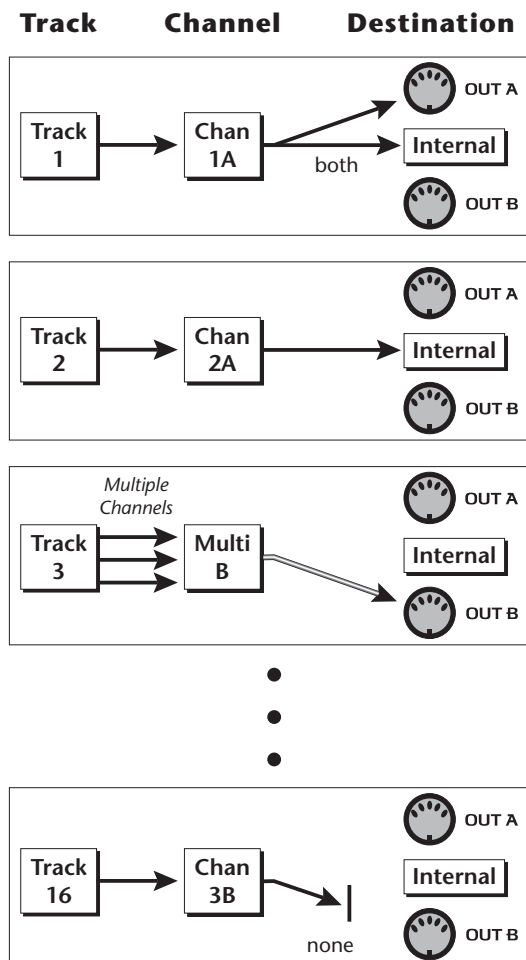 Track Channel Destination
Track 1
Chan 1A
both
OUT A
Internal
OUT B
Track 2
Chan 2A
OUT A
Internal
OUT B
Track 3
Multiple Channels
Multi B
OUT A
Internal
OUT B
Track 16
Chan 3B
none
OUT A
Internal
OUT B